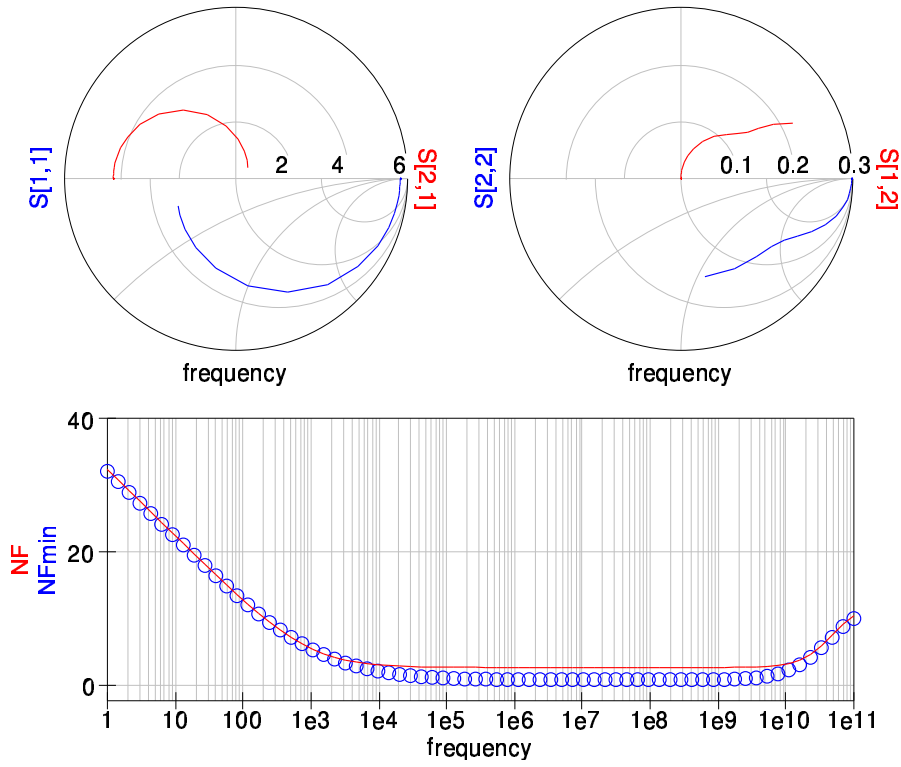 S[1,1]
2 4 6
S[2,1]
frequency
S[2,2]
0.1 0.2 0.3
S[1,2]
frequency
NF
NFmin
40
20
0
1 10 100 1e3 1e4 1e5 1e6 1e7 1e8 1e9 1e10 1e11
frequency